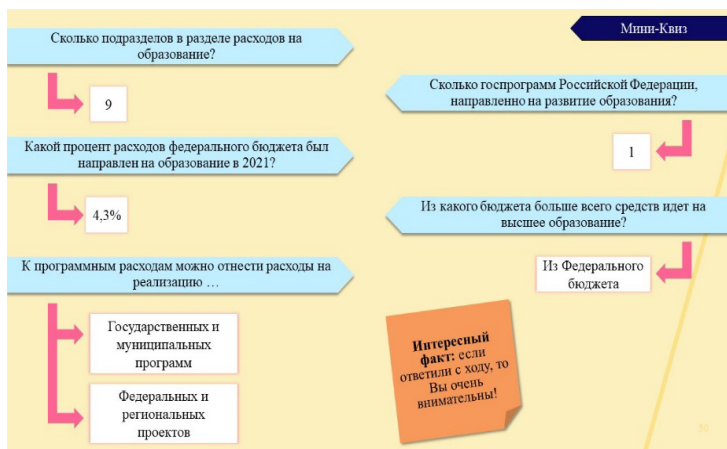 Мини-Квиз
Сколько подразделов в разделе расходов на
образование?
9
Какой процент расходов федерального бюджета был
направлен на образование в 2021?
4,3%
К программным расходам можно отнести расходы на
реализацию …
Государственных и
муниципальных
программ
Федеральных и
региональных
проектов
Сколько госпрограмм Российской Федерации,
направленно на развитие образования?
1
Из какого бюджета больше всего средств идет на
высшее образование?
Из Федерального
бюджета
Интересный
факт: если
ответили с ходу, то
Вы очень
внимательны!